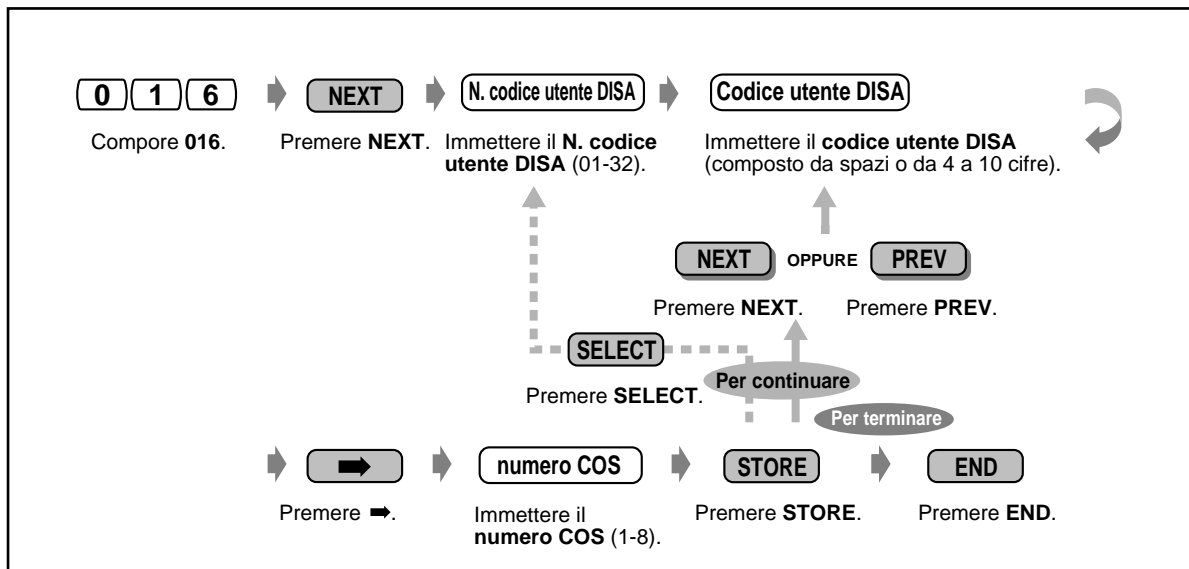 0 1 6 NEXT N. codice utente DISA Codice utente DISA
Compore 016. Premere NEXT. Immettere il N. codice utente DISA (01-32). Immettere il codice utente DISA
(composto da spazi o da 4 a 10 cifre).
NEXT OPPURE PREV
Premere NEXT. Premere PREV.
SELECT
Premere SELECT.
Per continuare
Per terminare
➡ numero COS STORE END
Premere ➡. Immettere il
numero COS (1-8). Premere STORE. Premere END.